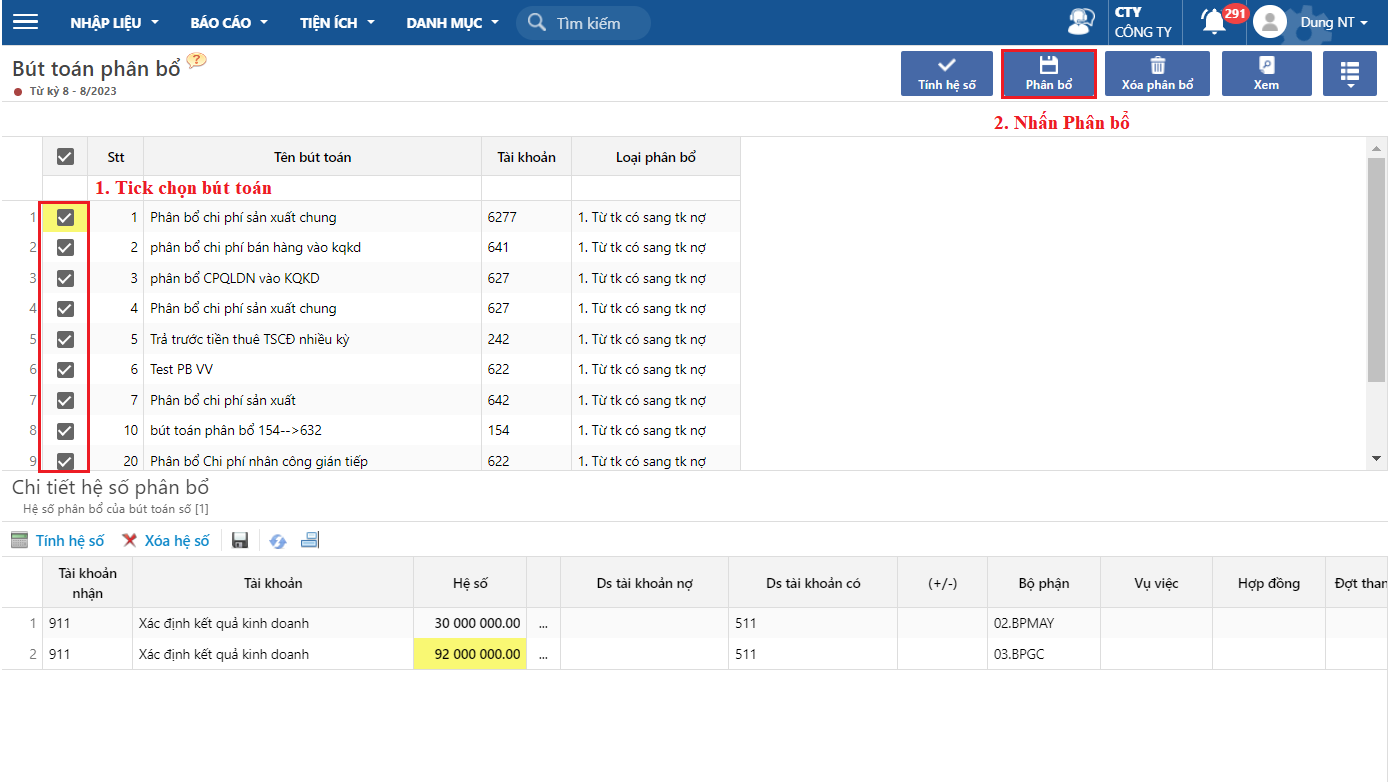 NHẬP LIỆU BÁO CÁO TIỆN ÍCH DANH MỤC Tìm kiếm CTY CÔNG TY 291 Dung NT
Bút toán phân bổ ?
Từ kỳ 8 - 8/2023
Tính hệ số Phân bổ Xóa phân bổ Xem
2. Nhấn Phân bổ
Stt Tên bút toán Tài khoản Loại phân bổ
1. Tick chọn bút toán
1 1 Phân bổ chi phí sản xuất chung 6277 1. Từ tk có sang tk nợ
2 2 phân bổ chi phí bán hàng vào kqkd 641 1. Từ tk có sang tk nợ
3 3 phân bổ CPQLDN vào KQKD 627 1. Từ tk có sang tk nợ
4 4 Phân bổ chi phí sản xuất chung 627 1. Từ tk có sang tk nợ
5 5 Trả trước tiền thuê TSCĐ nhiều kỳ 242 1. Từ tk có sang tk nợ
6 6 Test PB VV 622 1. Từ tk có sang tk nợ
7 7 Phân bổ chi phí sản xuất 642 1. Từ tk có sang tk nợ
8 10 bút toán phân bổ 154-->632 154 1. Từ tk có sang tk nợ
9 20 Phân bổ Chi phí nhân công gián tiếp 622 1. Từ tk có sang tk nợ
Chi tiết hệ số phân bổ
Hệ số phân bổ của bút toán số [1]
Tính hệ số Xóa hệ số
Tài khoản nhận Tài khoản Hệ số Ds tài khoản nợ Ds tài khoản có (+/-) Bộ phận Vụ việc Hợp đồng Đợt than
1 911 Xác định kết quả kinh doanh 30 000 000.00 ... 511 02.BPMAY
2 911 Xác định kết quả kinh doanh 92 000 000.00 ... 511 03.BPGC